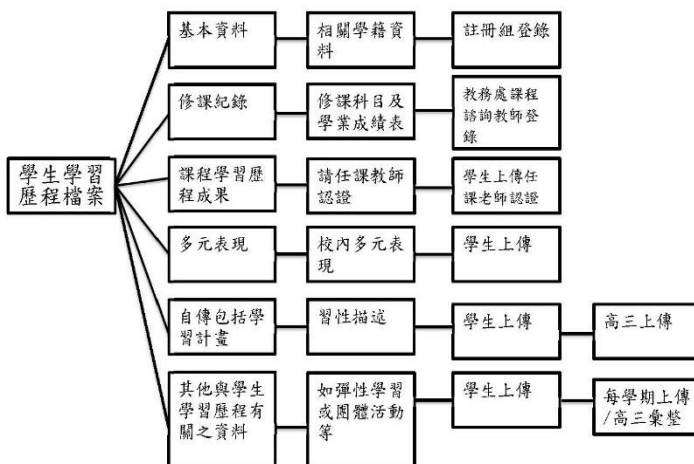 基本資料
相關學籍資
料
註冊組登錄
修課紀錄
修課科目及
學業成績表
教務處課程
諮詢教師登
錄
學生學習
歷程檔案
課程學習歷
程成果
請任課教師
認證
學生上傳任
課老師認證
多元表現
校內多元表
現
學生上傳
自傳包括學
習計畫
習性描述
學生上傳
高三上傳
其他與學生
學習歷程有
關之資料
如彈性學習
或團體活動
等
學生上傳
每學期上傳
/高三彙整